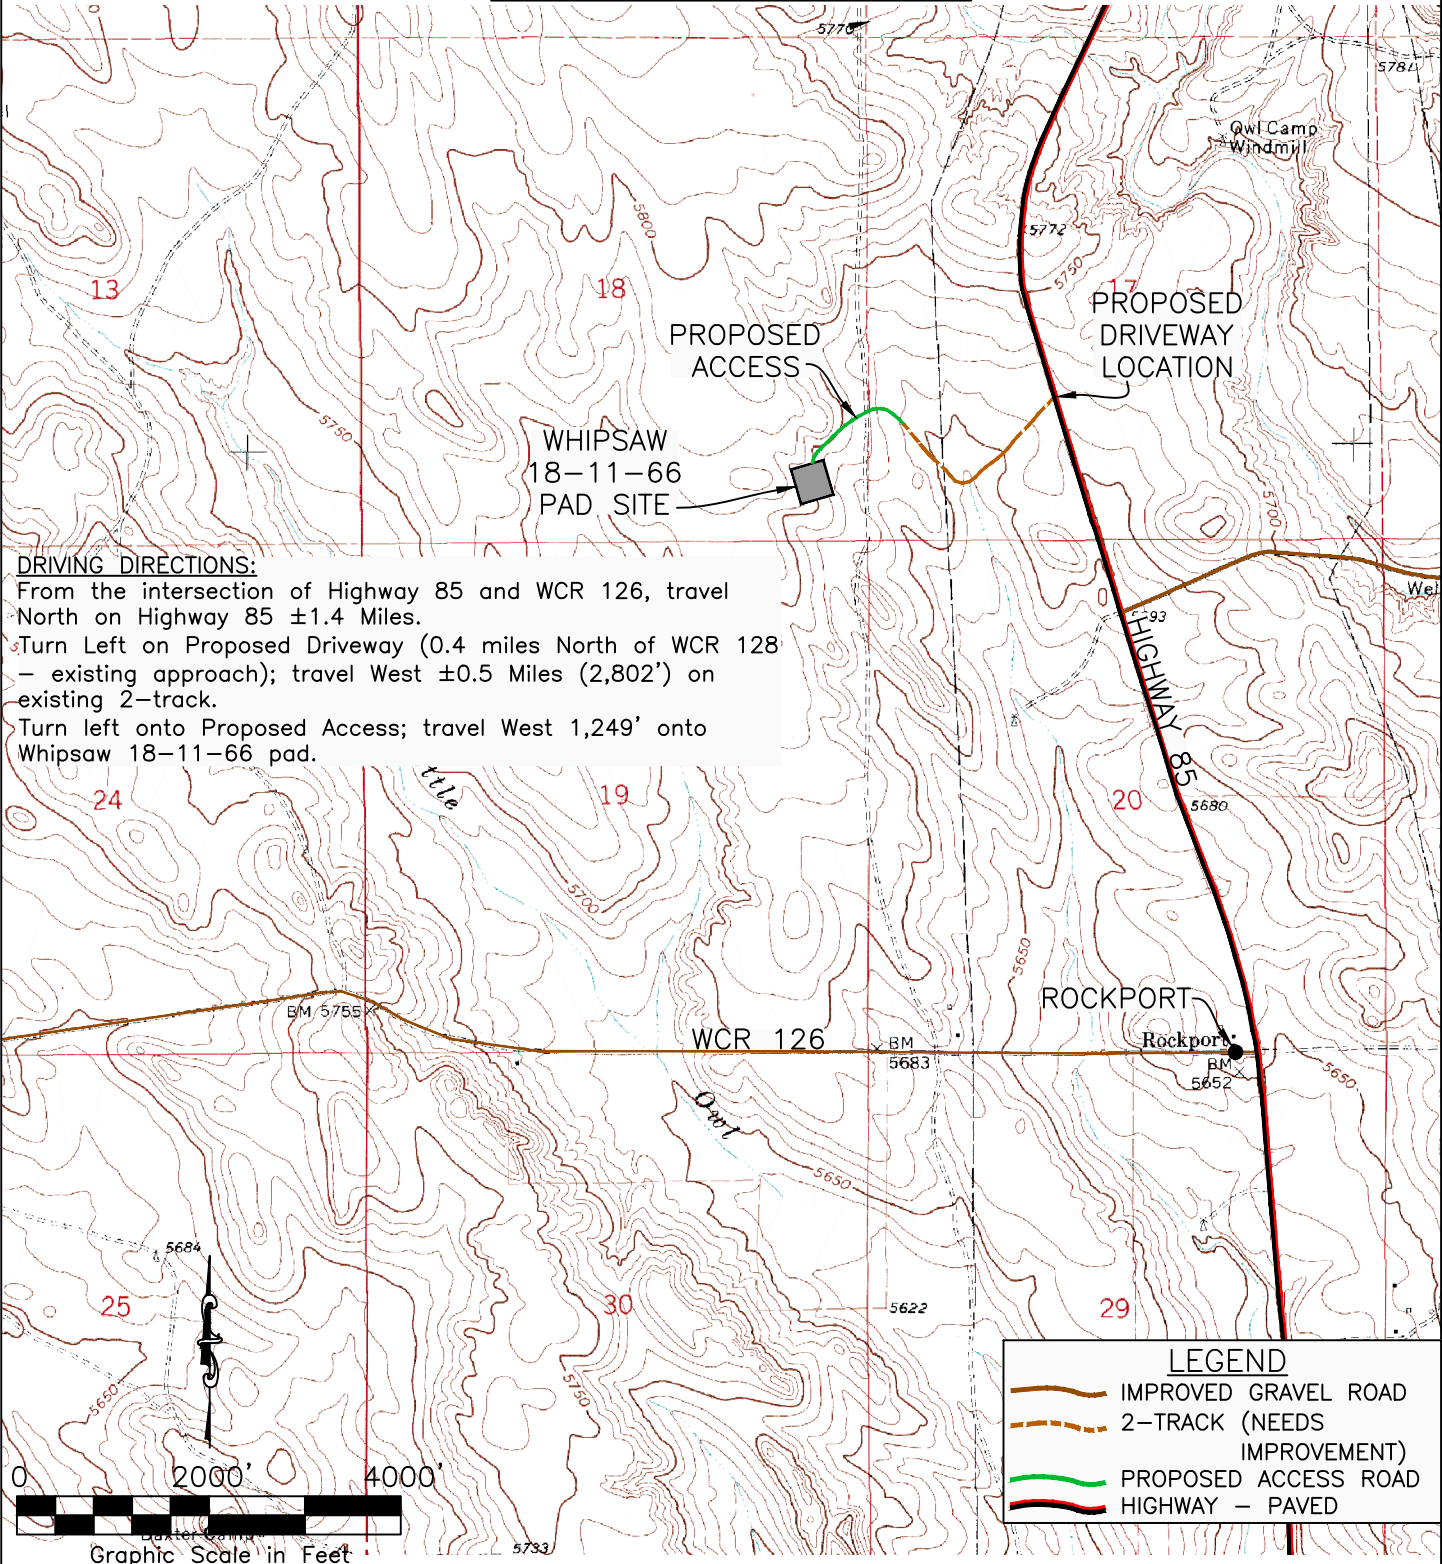 5770
5781
Owl Camp
Windmill
5800
5772
5750
13
18
17
PROPOSED
DRIVEWAY
LOCATION
PROPOSED
ACCESS
5750
WHIPSAW
18-11-66
PAD SITE
5700
DRIVING DIRECTIONS:
From the intersection of Highway 85 and WCR 126, travel
North on Highway 85 ±1.4 Miles.
Turn Left on Proposed Driveway (0.4 miles North of WCR 128
- existing approach); travel West ±0.5 Miles (2,802') on
existing 2-track.
Turn left onto Proposed Access; travel West 1,249' onto
Whipsaw 18-11-66 pad.
Wel
HIGHWAY 85
ttle
24
19
20
5680
5700
5650
ROCKPORT
BM 5755
WCR 126
BM
5683
Rockport
BM
5652
5650
Owl
5650
5684
25
30
5622
29
5750
5650
LEGEND
IMPROVED GRAVEL ROAD
2-TRACK (NEEDS
IMPROVEMENT)
PROPOSED ACCESS ROAD
HIGHWAY - PAVED
0 2000' 4000'
Baxter Camp
Graphic Scale in Feet
5733